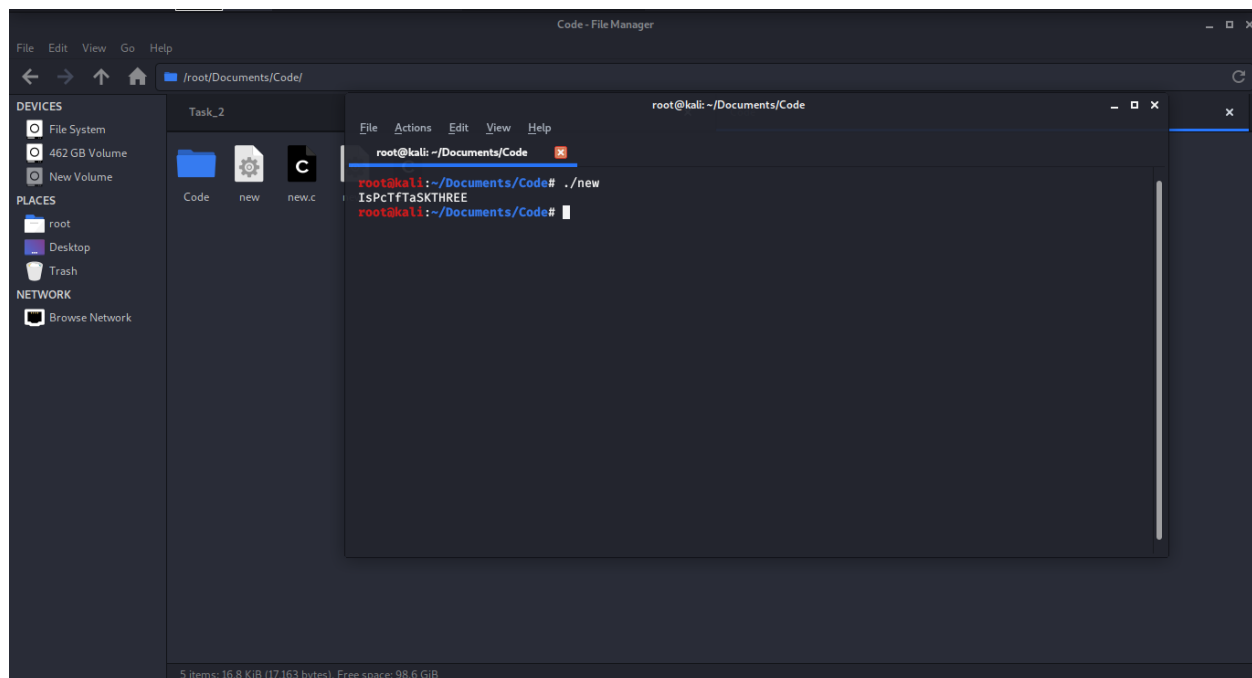 Code - File Manager
File Edit View Go Help
/root/Documents/Code/
DEVICES
File System
462 GB Volume
New Volume
PLACES
root
Desktop
Trash
NETWORK
Browse Network
Task_2
Code
new
new.c
root@kali: ~/Documents/Code
File Actions Edit View Help
root@kali: ~/Documents/Code
root@kali:~/Documents/Code# ./new
IsPcTfTaSKTHREE
root@kali:~/Documents/Code#
5 items: 16.8 KiB (17,163 bytes), Free space: 98.6 GiB